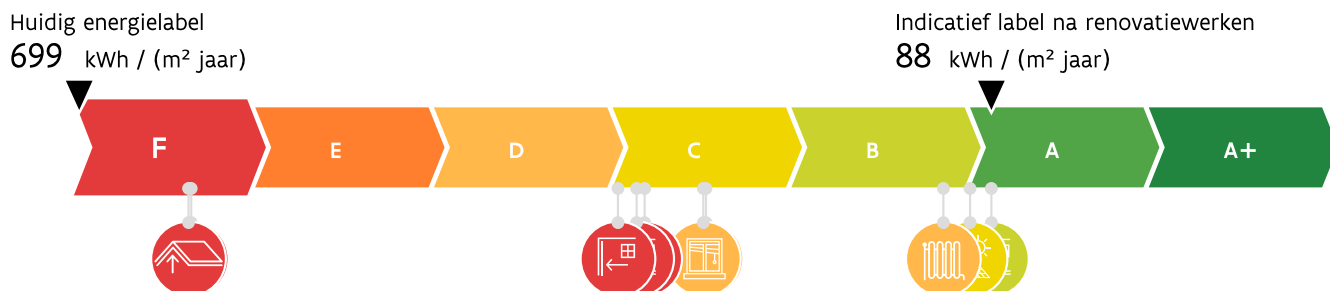 Huidig energielabel
699 kWh / (m² jaar)
Indicatief label na renovatiewerken
88 kWh / (m² jaar)
F E D C B A A+